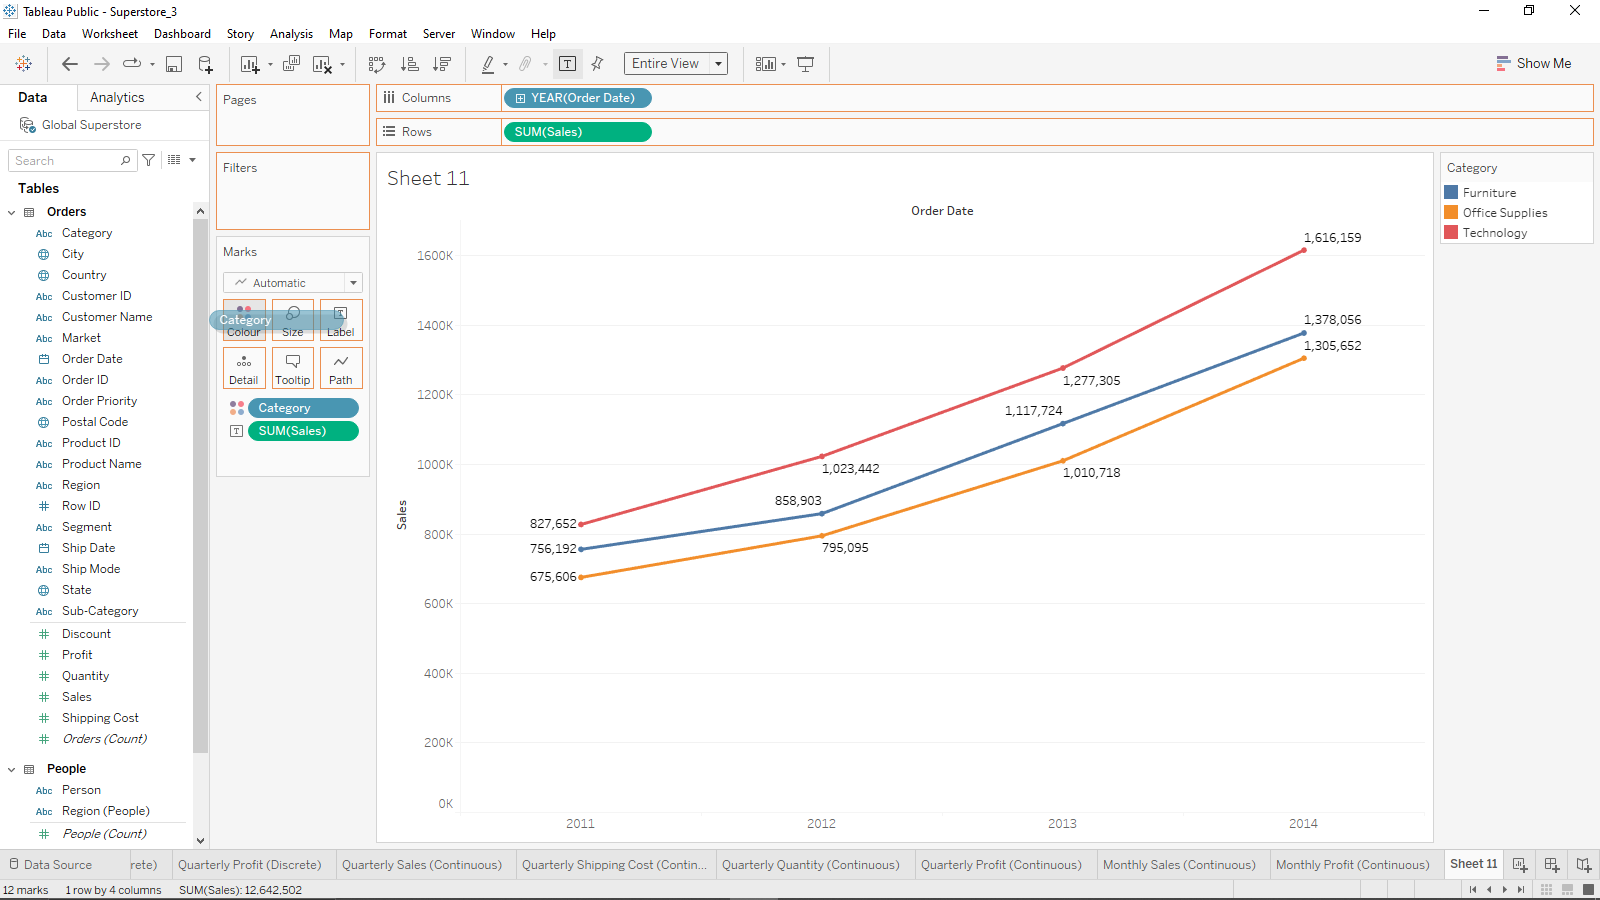 Tableau Public - Superstore_3
File Data Worksheet Dashboard Story Analysis Map Format Server Window Help
Entire View
Show Me
Data Analytics
Global Superstore
Search
Tables
Orders
Abc Category
City
Country
Abc Customer ID
Abc Customer Name
Abc Market
Order Date
Abc Order ID
Abc Order Priority
Postal Code
Abc Product ID
Abc Product Name
Abc Region
Row ID
Abc Segment
Ship Date
Abc Ship Mode
State
Abc Sub-Category
Discount
Profit
Quantity
Sales
Shipping Cost
Orders (Count)
People
Abc Person
Abc Region (People)
People (Count)
Pages
Filters
Marks
Automatic
Category
Colour Size Label
Detail Tooltip Path
Category
SUM(Sales)
Columns YEAR(Order Date)
Rows SUM(Sales)
Sheet 11
Order Date
Sales
1600K
1400K
1200K
1000K
800K
600K
400K
200K
0K
1,616,159
1,378,056
1,305,652
1,277,305
1,117,724
1,023,442
1,010,718
858,903
827,652
756,192
795,095
675,606
2011 2012 2013 2014
Category
Furniture
Office Supplies
Technology
Data Source rete) Quarterly Profit (Discrete) Quarterly Sales (Continuous) Quarterly Shipping Cost (Contin... Quarterly Quantity (Continuous) Quarterly Profit (Continuous) Monthly Sales (Continuous) Monthly Profit (Continuous) Sheet 11
12 marks 1 row by 4 columns SUM(Sales): 12,642,502